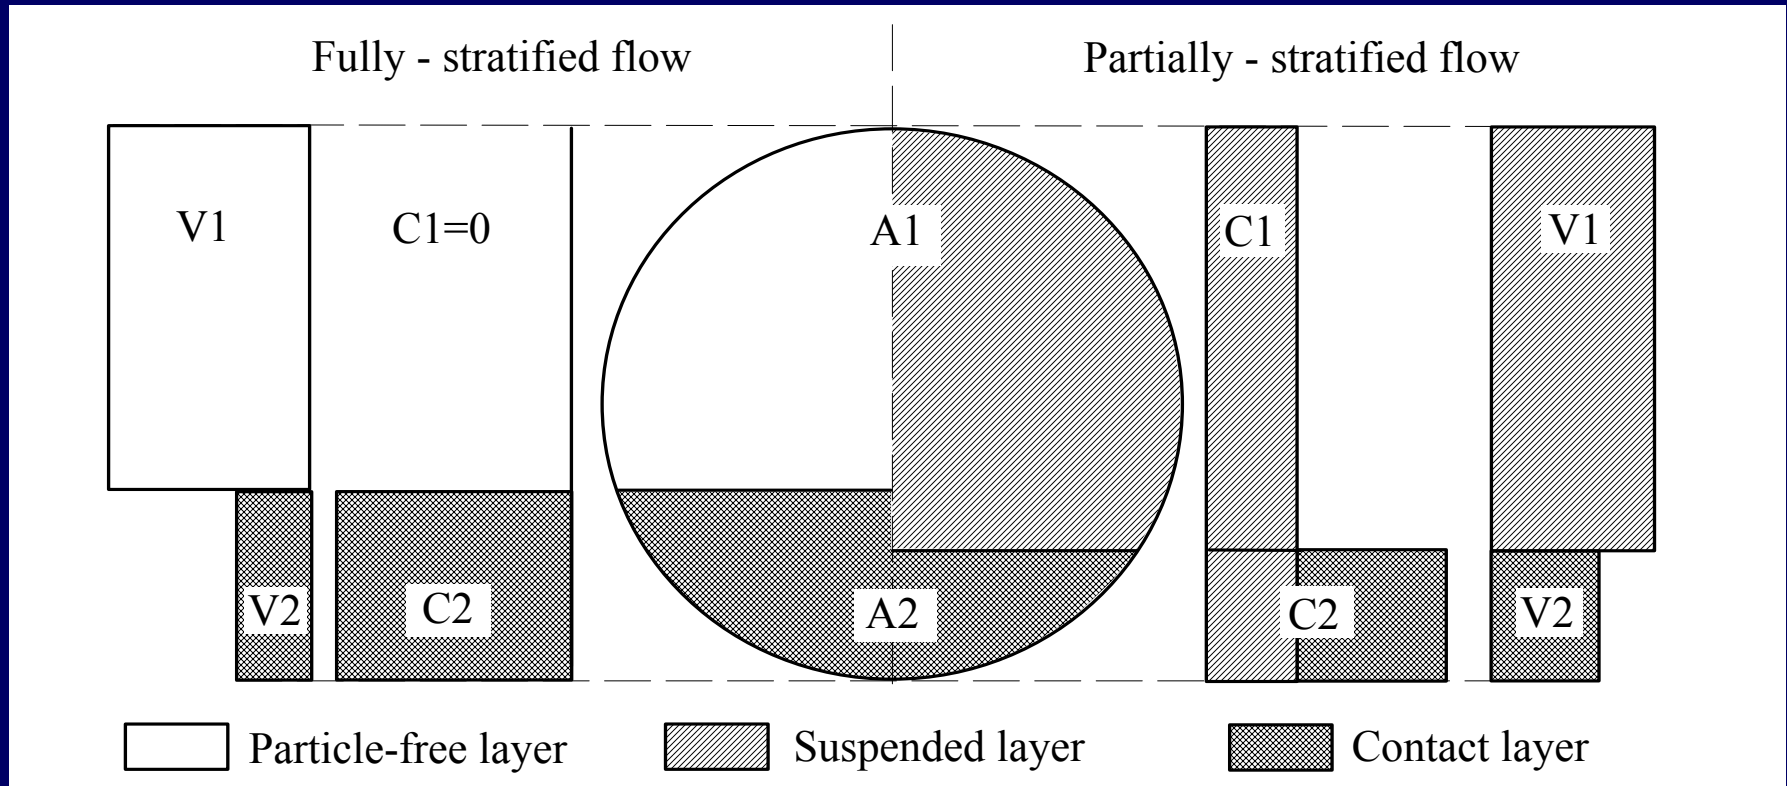 Fully - stratified flow
Partially - stratified flow
V1
C1=0
A1
C1
V1
V2
C2
A2
C2
V2
Particle-free layer
Suspended layer
Contact layer